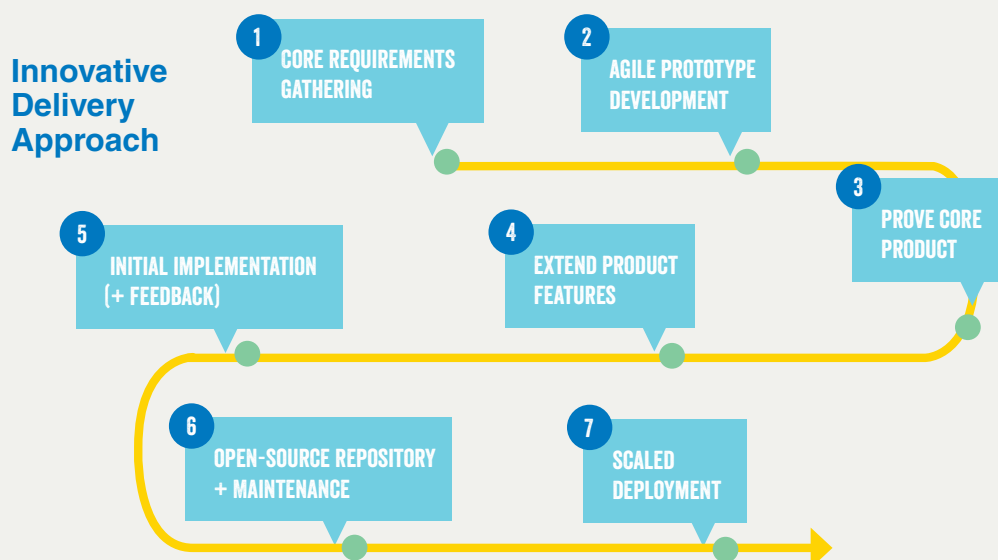 Innovative
Delivery
Approach
1
CORE REQUIREMENTS
GATHERING
2
AGILE PROTOTYPE
DEVELOPMENT
3
PROVE CORE
PRODUCT
4
EXTEND PRODUCT
FEATURES
5
INITIAL IMPLEMENTATION
(+ FEEDBACK)
6
OPEN-SOURCE REPOSITORY
+ MAINTENANCE
7
SCALED
DEPLOYMENT